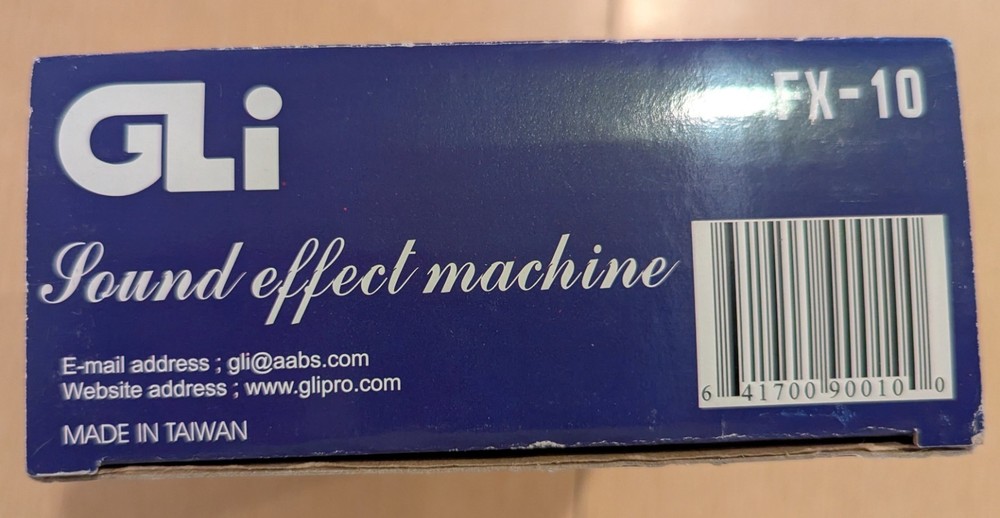 GLi
FX-10
Sound effect machine
E-mail address ; gli@aabs.com
Website address ; www.glipro.com
MADE IN TAIWAN
6 41700 90010 0